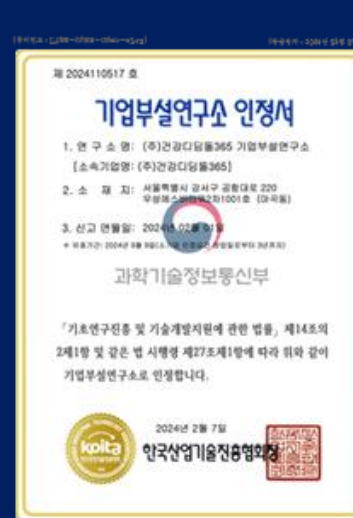 제 2024110517 호
기업부설연구소 인정서
1. 연 구 소 명: (주)건강디딤돌365 기업부설연구소
[소속기업명: (주)건강디딤돌365]
2. 소 재 지: 서울특별시 강서구 공항대로 220
(마곡동)
3. 신고 연월일: 2024년 02월 01일
과학기술정보통신부
「기초연구진흥 및 기술개발지원에 관한 법률」 제14조의
2제1항 및 같은 법 시행령 제27조제1항에 따라 위와 같이
기업부설연구소로 인정합니다.
2024년 2월 7일
koita
한국산업기술진흥협회장